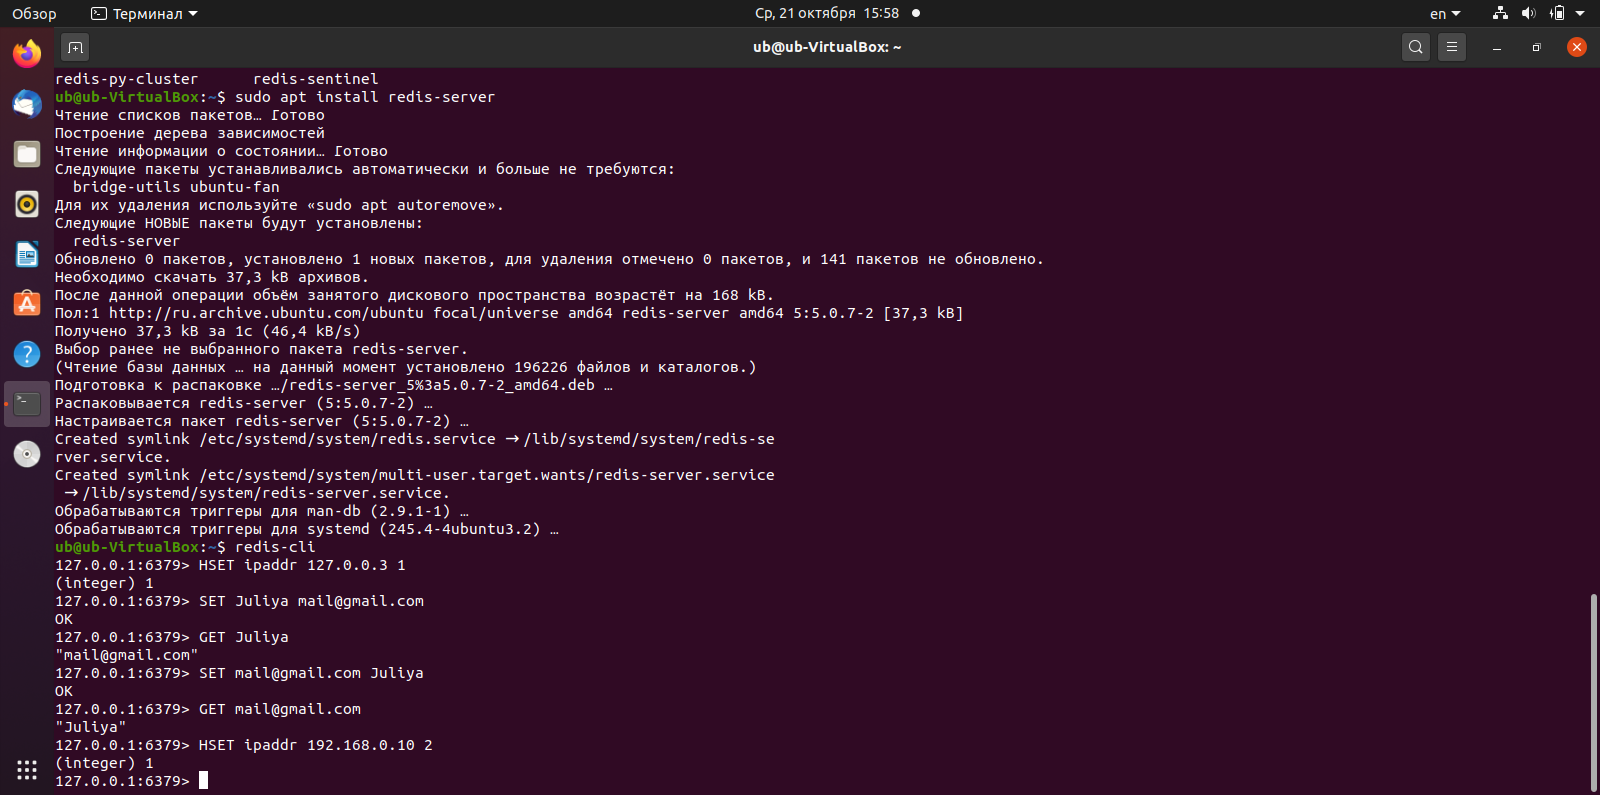 Обзор
Терминал
Ср, 21 октября 15:58
en
ub@ub-VirtualBox: ~
redis-py-cluster redis-sentinel
ub@ub-VirtualBox:~$ sudo apt install redis-server
Чтение списков пакетов… Готово
Построение дерева зависимостей
Чтение информации о состоянии… Готово
Следующие пакеты устанавливались автоматически и больше не требуются:
bridge-utils ubuntu-fan
Для их удаления используйте «sudo apt autoremove».
Следующие НОВЫЕ пакеты будут установлены:
redis-server
Обновлено 0 пакетов, установлено 1 новых пакетов, для удаления отмечено 0 пакетов, и 141 пакетов не обновлено.
Необходимо скачать 37,3 kB архивов.
После данной операции объём занятого дискового пространства возрастёт на 168 kB.
Пол:1 http://ru.archive.ubuntu.com/ubuntu focal/universe amd64 redis-server amd64 5:5.0.7-2 [37,3 kB]
Получено 37,3 kB за 1с (46,4 kB/s)
Выбор ранее не выбранного пакета redis-server.
(Чтение базы данных … на данный момент установлено 196226 файлов и каталогов.)
Подготовка к распаковке …/redis-server_5%3a5.0.7-2_amd64.deb …
Распаковывается redis-server (5:5.0.7-2) …
Настраивается пакет redis-server (5:5.0.7-2) …
Created symlink /etc/systemd/system/redis.service → /lib/systemd/system/redis-se
rver.service.
Created symlink /etc/systemd/system/multi-user.target.wants/redis-server.service
→ /lib/systemd/system/redis-server.service.
Обрабатываются триггеры для man-db (2.9.1-1) …
Обрабатываются триггеры для systemd (245.4-4ubuntu3.2) …
ub@ub-VirtualBox:~$ redis-cli
127.0.0.1:6379> HSET ipaddr 127.0.0.3 1
(integer) 1
127.0.0.1:6379> SET Juliya mail@gmail.com
OK
127.0.0.1:6379> GET Juliya
"mail@gmail.com"
127.0.0.1:6379> SET mail@gmail.com Juliya
OK
127.0.0.1:6379> GET mail@gmail.com
"Juliya"
127.0.0.1:6379> HSET ipaddr 192.168.0.10 2
(integer) 1
127.0.0.1:6379>